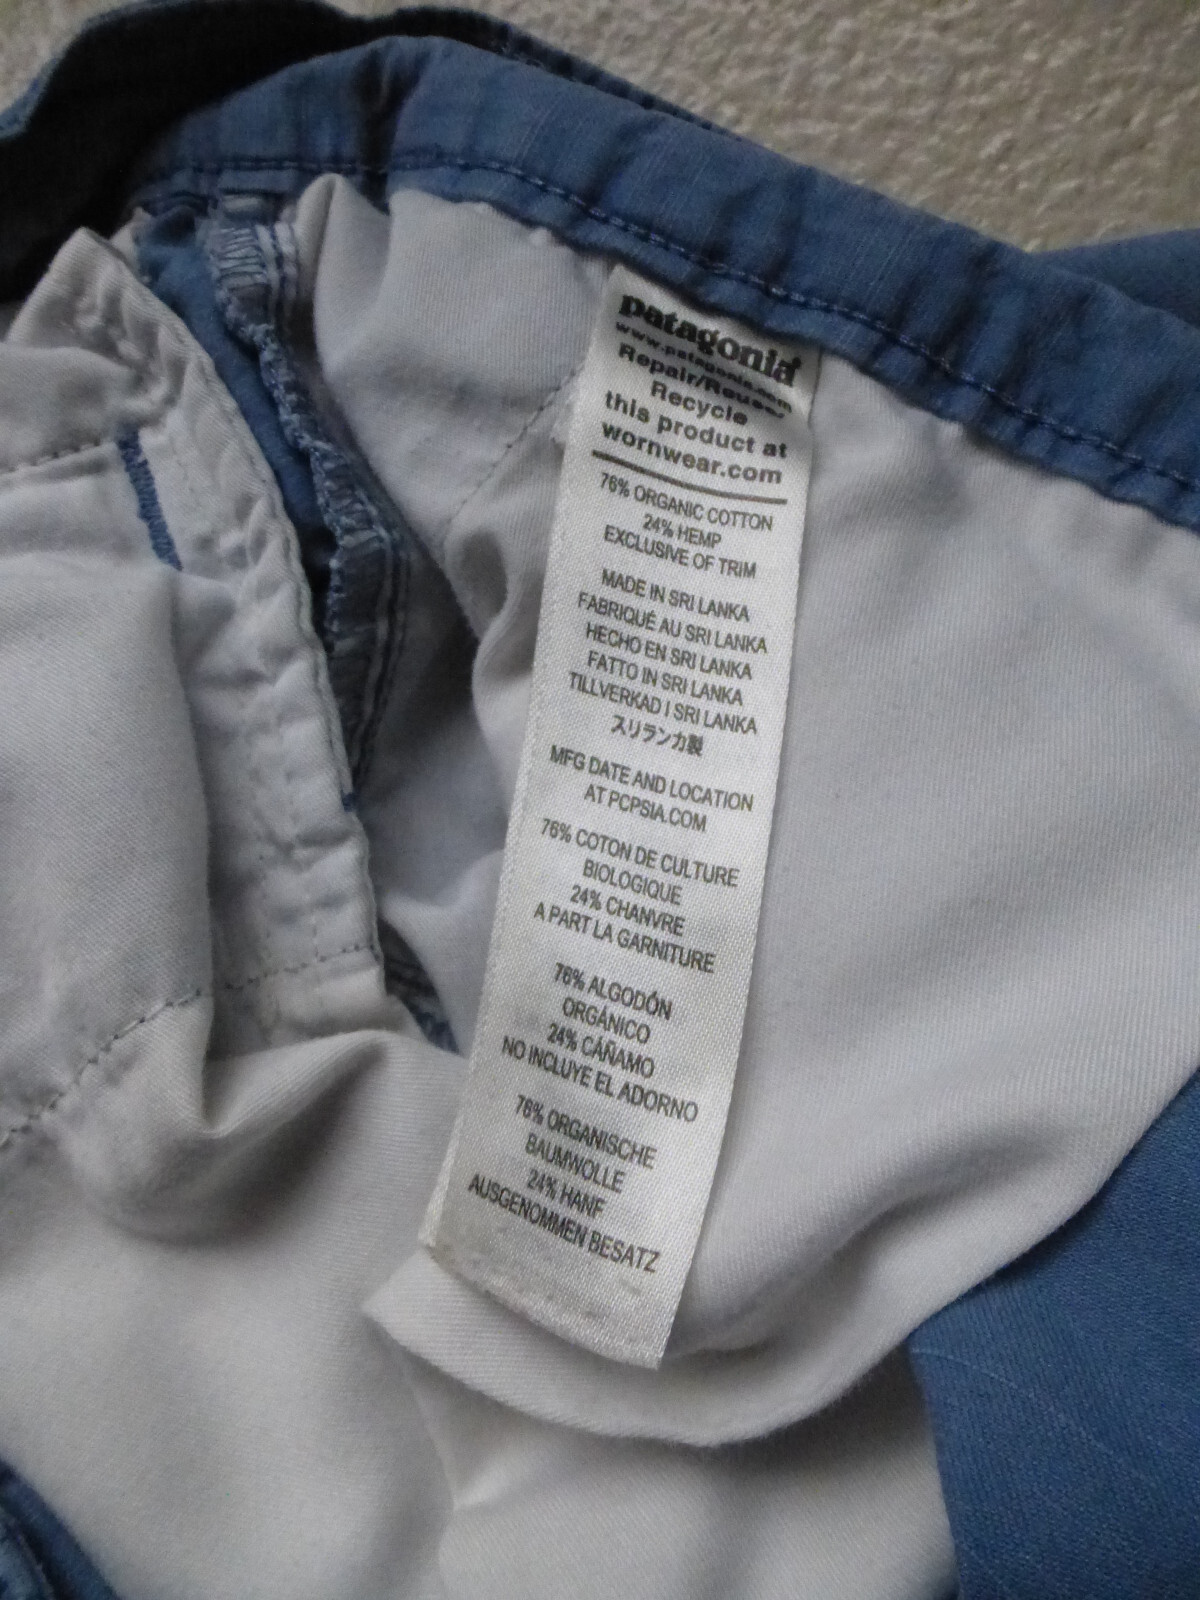 patagonia®
www.patagonia.com
Repair/Reuse/
Recycle
this product at
wornwear.com
76% ORGANIC COTTON
24% HEMP
EXCLUSIVE OF TRIM
MADE IN SRI LANKA
FABRIQUÉ AU SRI LANKA
HECHO EN SRI LANKA
FATTO IN SRI LANKA
TILLVERKAD I SRI LANKA
スリランカ製
MFG DATE AND LOCATION
AT PCPSIA.COM
76% COTON DE CULTURE
BIOLOGIQUE
24% CHANVRE
A PART LA GARNITURE
76% ALGODÓN
ORGÁNICO
24% CÁÑAMO
NO INCLUYE EL ADORNO
76% ORGANISCHE
BAUMWOLLE
24% HANF
AUSGENOMMEN BESATZ